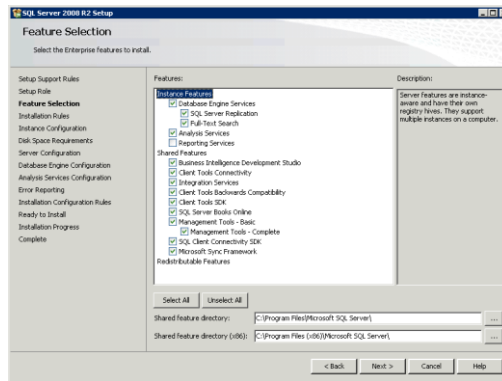 SQL Server 2008 R2 Setup
Feature Selection
Select the Enterprise features to install.
Setup Support Rules
Setup Role
Feature Selection
Installation Rules
Instance Configuration
Disk Space Requirements
Server Configuration
Database Engine Configuration
Analysis Services Configuration
Error Reporting
Installation Configuration Rules
Ready to Install
Installation Progress
Complete
Features:
Instance Features
Database Engine Services
SQL Server Replication
Full-Text Search
Analysis Services
Reporting Services
Shared Features
Business Intelligence Development Studio
Client Tools Connectivity
Integration Services
Client Tools Backwards Compatibility
Client Tools SDK
SQL Server Books Online
Management Tools - Basic
Management Tools - Complete
SQL Client Connectivity SDK
Microsoft Sync Framework
Redistributable Features
Description:
Server features are instance-
aware and have their own
registry hives. They support
multiple instances on a computer.
Select All
Unselect All
Shared feature directory:
C:\Program Files\Microsoft SQL Server\
...
Shared feature directory (x86):
C:\Program Files (x86)\Microsoft SQL Server\
...
< Back
Next >
Cancel
Help